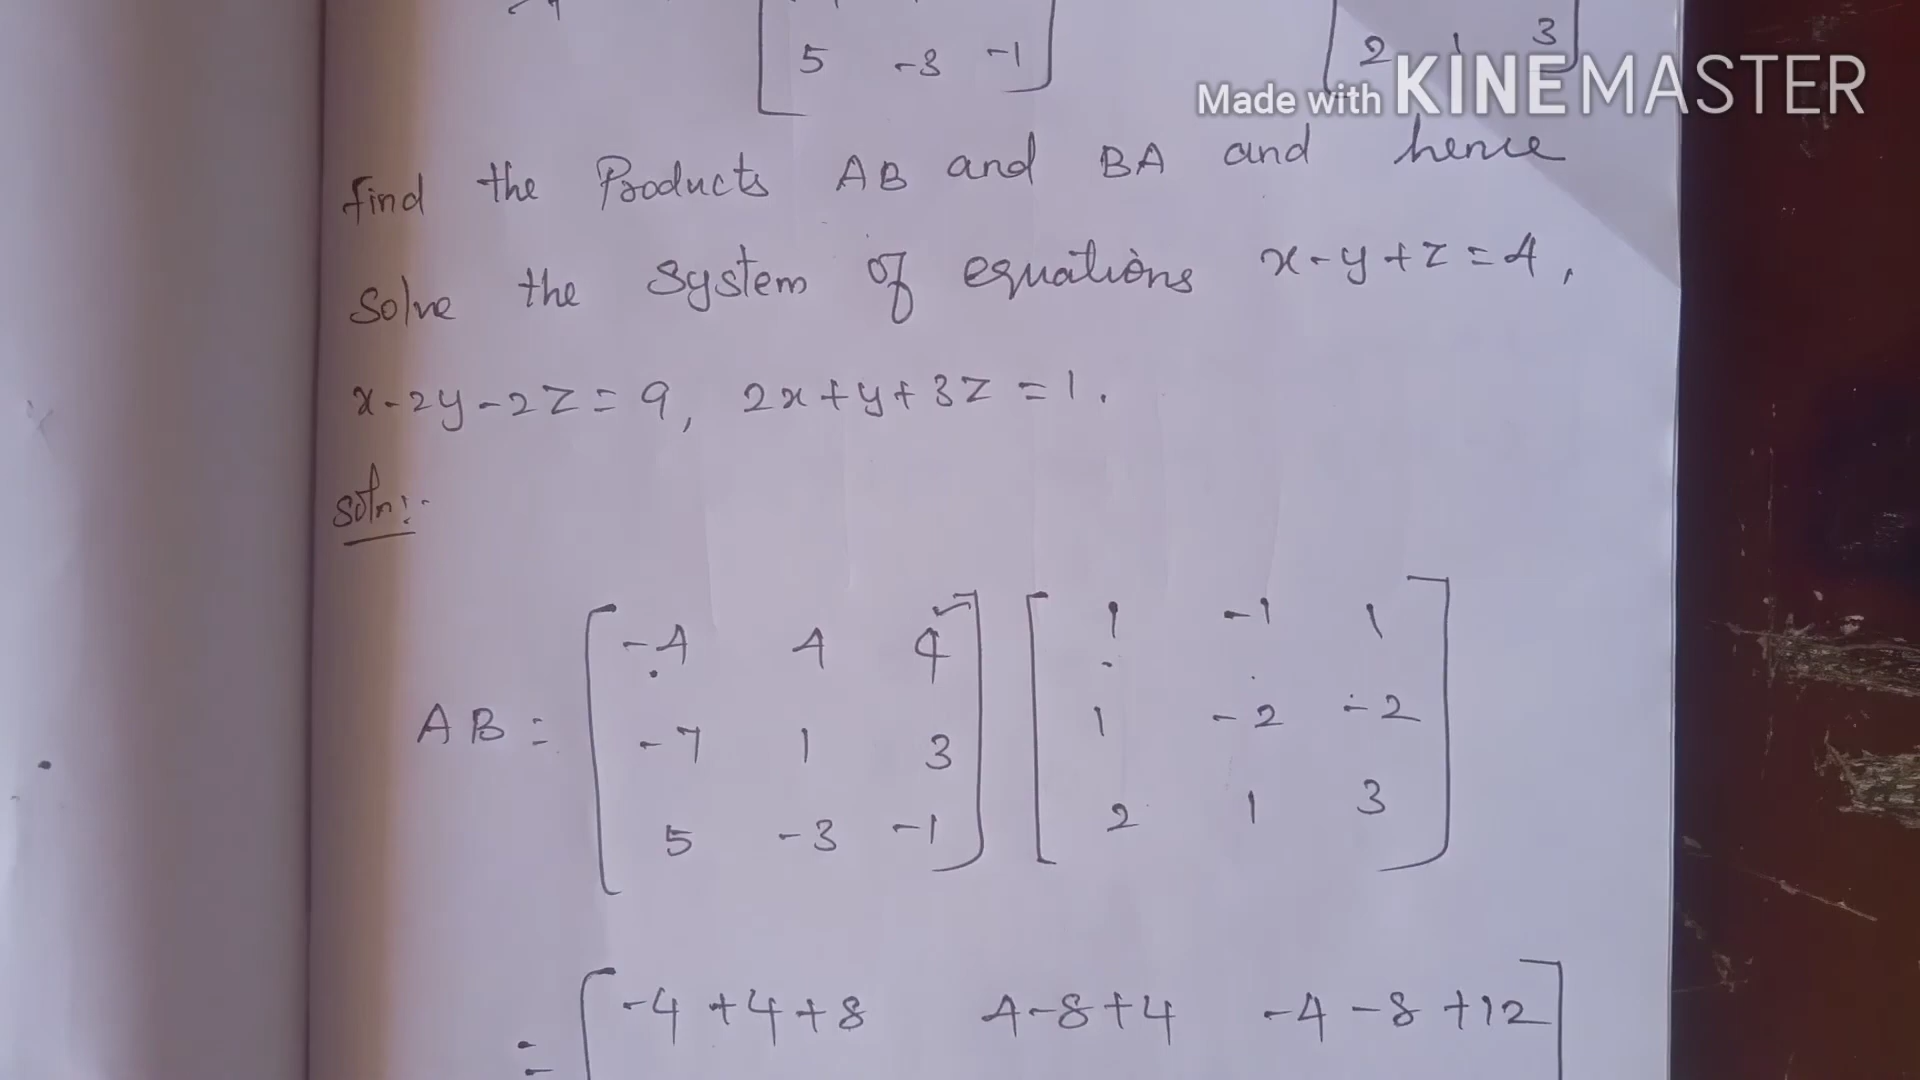 5 -3 -1 2 1 3
Made with KINEMASTER
find the Products AB and BA and hence
Solve the system of equations x-y+z=4,
x-2y-2z=9, 2x+y+3z=1.
soln:-
-4 4 4 1 -1 1
AB = -7 1 3 1 -2 -2
5 -3 -1 2 1 3
= -4+4+8 4-8+4 -4-8+12